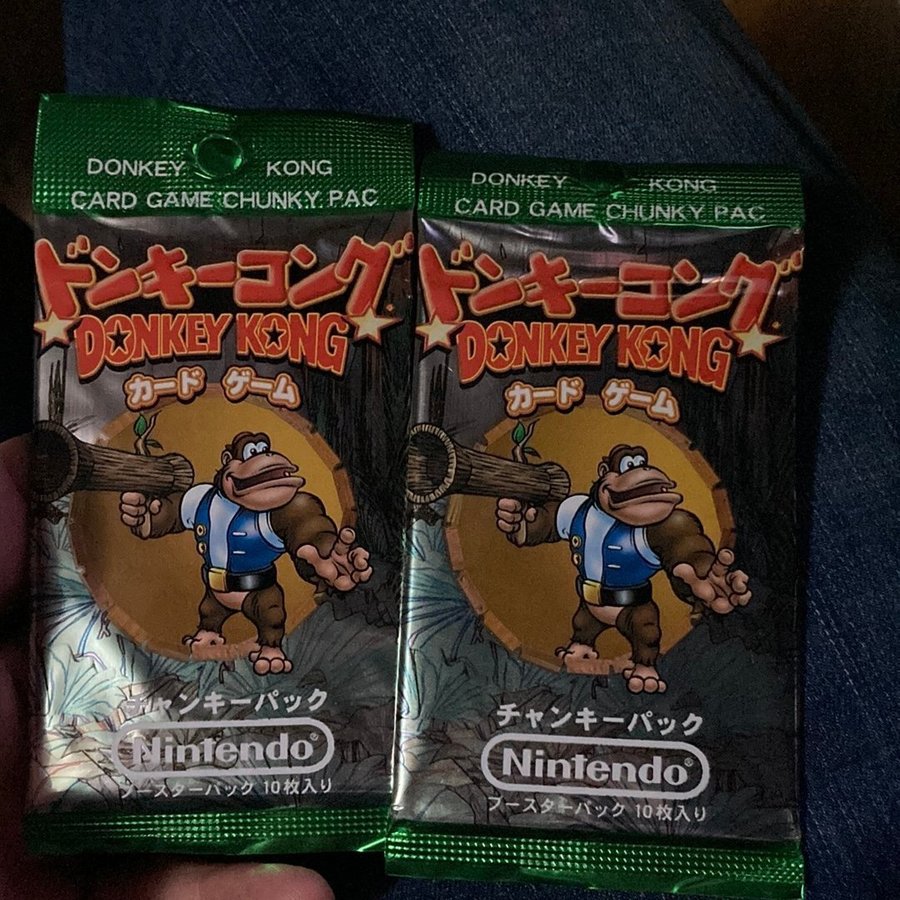 DONKEY KONG
CARD GAME CHUNKY PAC
ドンキーコング
DONKEY KONG
カード ゲーム
チャンキーパック
Nintendo®
ブースターパック 10枚入り
DONKEY KONG
CARD GAME CHUNKY PAC
ドンキーコング
DONKEY KONG
カード ゲーム
チャンキーパック
Nintendo®
ブースターパック 10枚入り